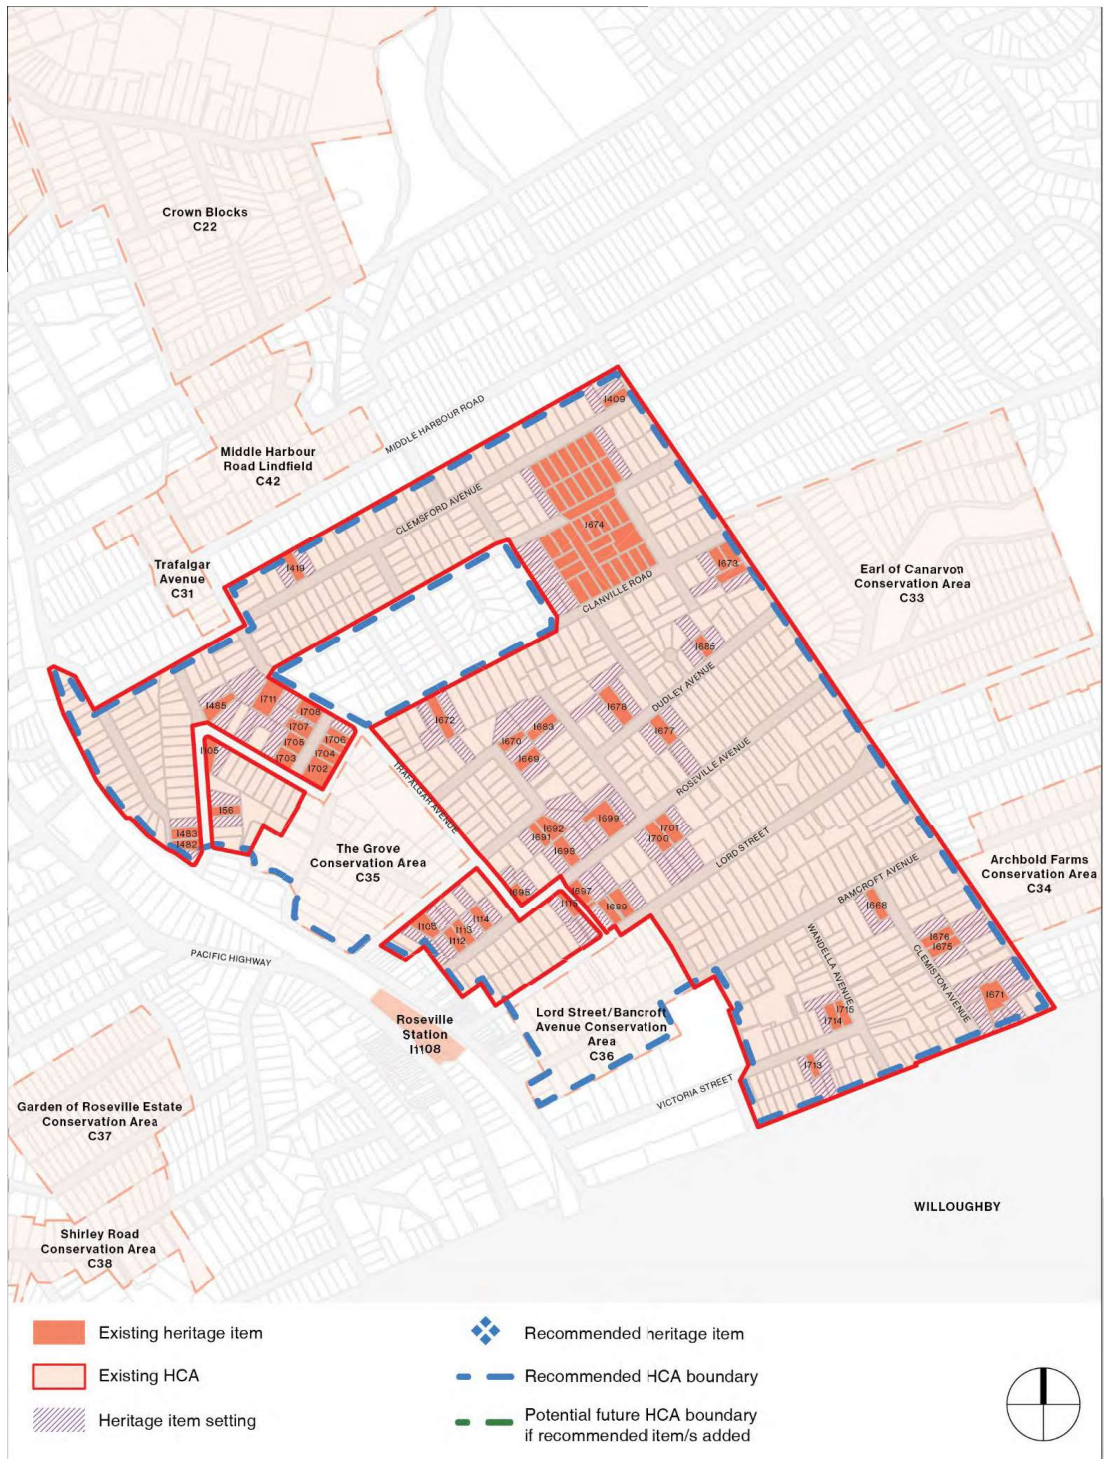 Crown Blocks
C22
I409
MIDDLE HARBOUR ROAD
Middle Harbour
Road Lindfield
C42
CLEMSFORD AVENUE
I674
I419
Trafalgar
Avenue
C31
I673
Earl of Canarvon
Conservation Area
C33
CLANVILLE ROAD
I685
DUDLEY AVENUE
I711
I485
I708
I678
I672
I707
I683
I677
I706
I705
I670
I105
I704
I703
I669
I702
ROSEVILLE AVENUE
TRAFALGAR AVENUE
I56
I699
I692
I701
I483
I691
I700
I482
I698
LORD STREET
The Grove
Conservation Area
C35
BAMCROFT AVENUE
Archbold Farms
Conservation Area
C34
I695
I697
I668
I689
I115
I114
I108
I113
I112
WANDELLA AVENUE
I676
I675
CLEMISTON AVENUE
PACIFIC HIGHWAY
I671
Lord Street/Bancroft
Avenue Conservation
Area
C36
I715
I714
Roseville
Station
I1108
I713
VICTORIA STREET
Garden of Roseville Estate
Conservation Area
C37
WILLOUGHBY
Shirley Road
Conservation Area
C38
Existing heritage item
Existing HCA
Heritage item setting
Recommended heritage item
Recommended HCA boundary
Potential future HCA boundary
if recommended item/s added